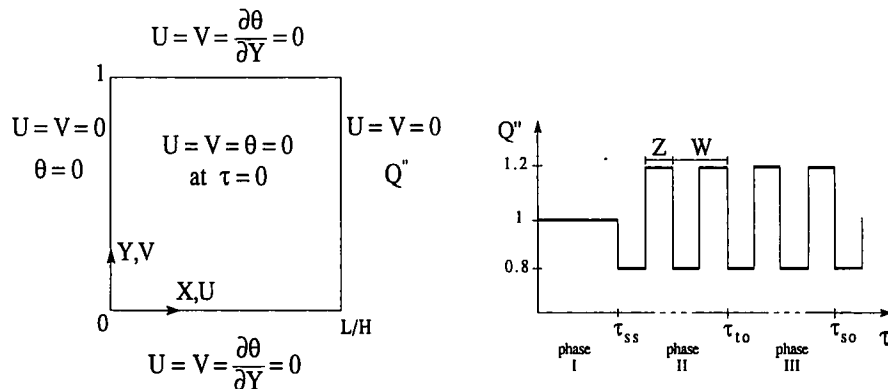 U = V = ∂θ/∂Y = 0
1
U = V = 0
θ = 0
U = V = θ = 0
at τ = 0
U = V = 0
Q"
Y,V
X,U
0
L/H
U = V = ∂θ/∂Y = 0
Q"
Z
W
1.2
1
0.8
τss
τto
τso
τ
phase
I
phase
II
phase
III